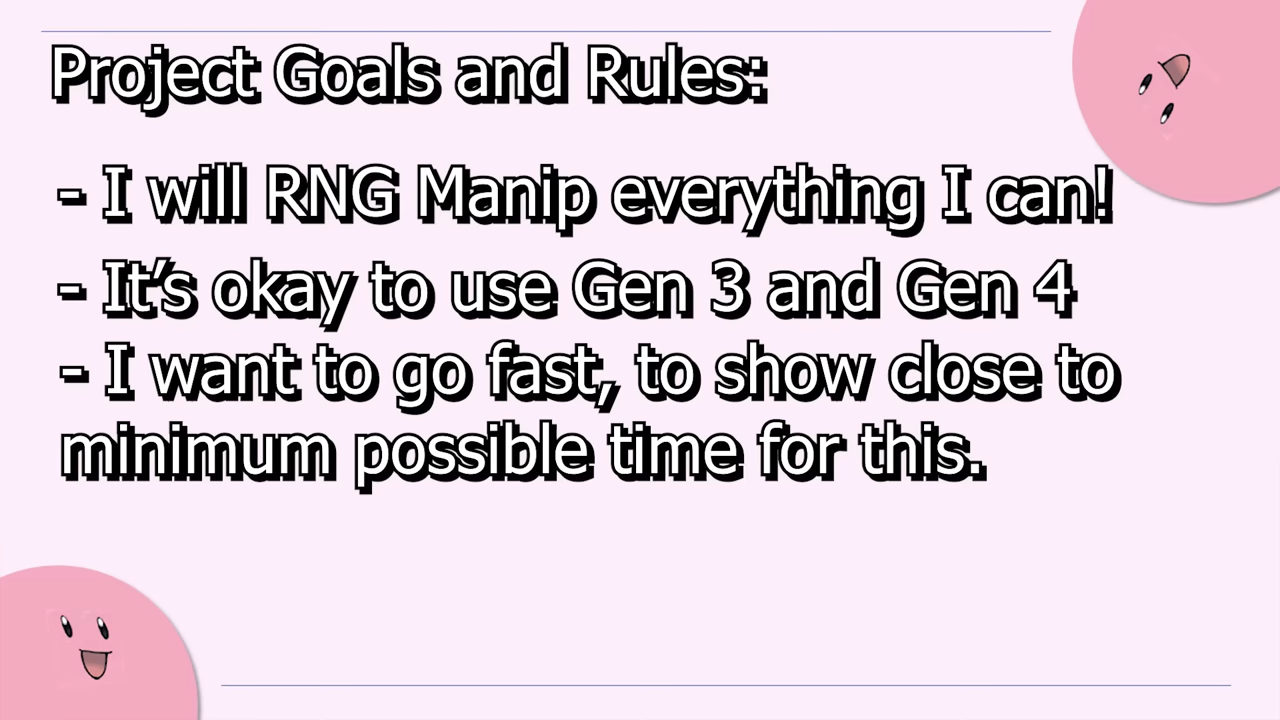 Project Goals and Rules:
- I will RNG Manip everything I can!
- It’s okay to use Gen 3 and Gen 4
- I want to go fast, to show close to
minimum possible time for this.